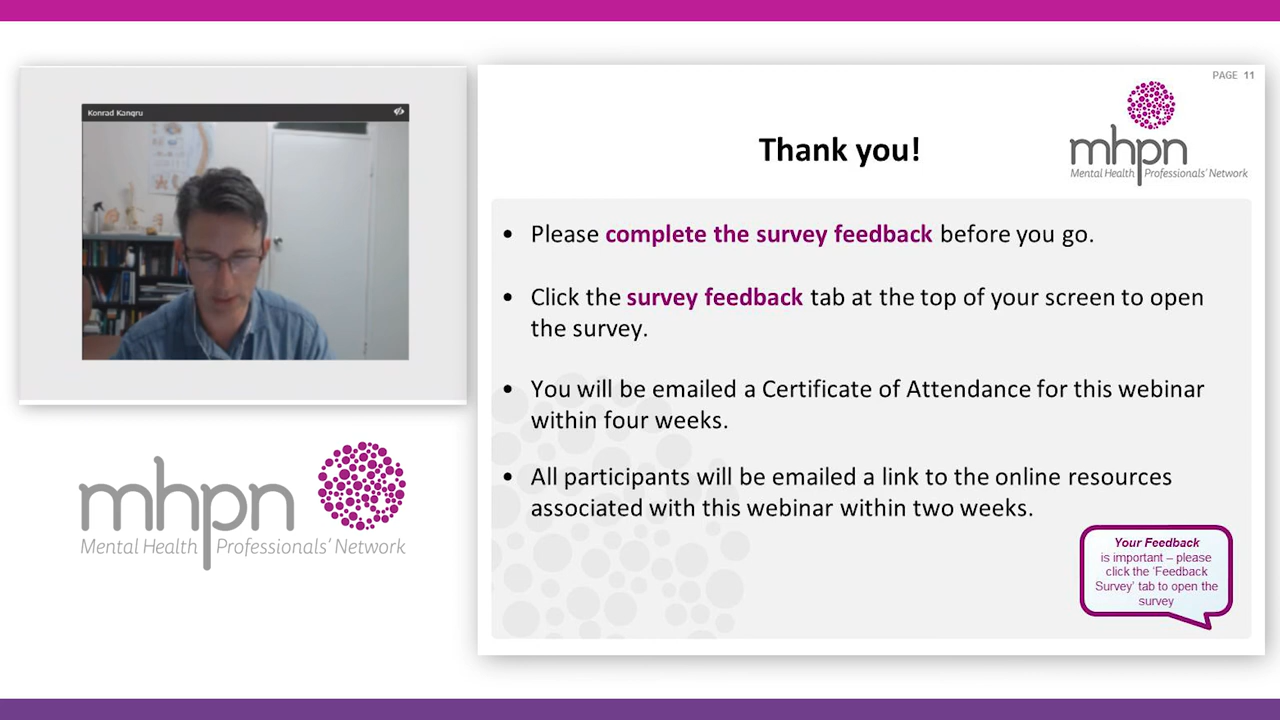 Konrad Kangru
mhpn
Mental Health Professionals' Network
PAGE 11
mhpn
Mental Health Professionals' Network
Thank you!
• Please complete the survey feedback before you go.
• Click the survey feedback tab at the top of your screen to open
the survey.
• You will be emailed a Certificate of Attendance for this webinar
within four weeks.
• All participants will be emailed a link to the online resources
associated with this webinar within two weeks.
Your Feedback
is important – please
click the 'Feedback
Survey' tab to open the
survey